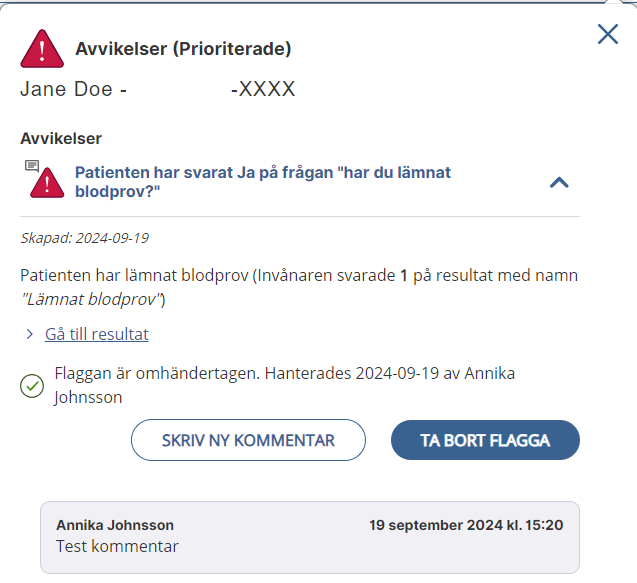 Avvikelser (Prioriterade)
Jane Doe - -XXXX
Avvikelser
Patienten har svarat Ja på frågan "har du lämnat
blodprov?"
Skapad: 2024-09-19
Patienten har lämnat blodprov (Invånaren svarade 1 på resultat med namn
"Lämnat blodprov")
Gå till resultat
Flaggan är omhändertagen. Hanterades 2024-09-19 av Annika
Johnsson
SKRIV NY KOMMENTAR TA BORT FLAGGA
Annika Johnsson 19 september 2024 kl. 15:20
Test kommentar